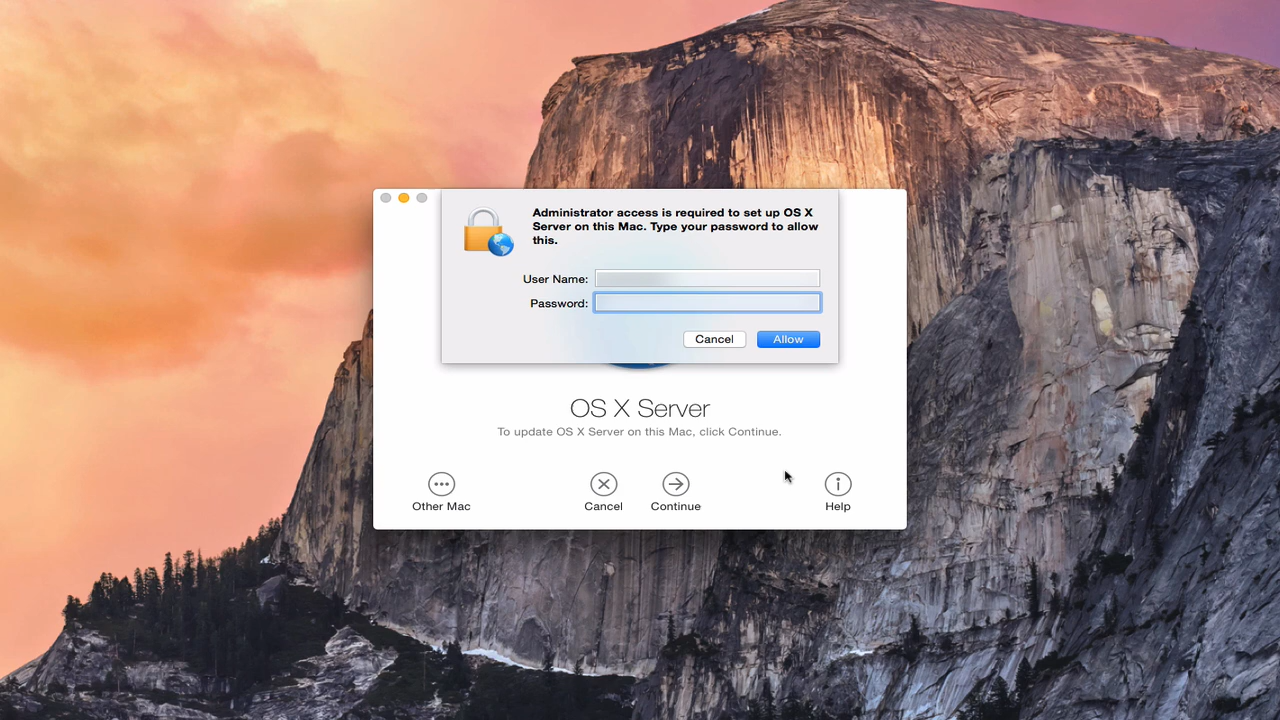 Administrator access is required to set up OS X
Server on this Mac. Type your password to allow
this.
User Name:
Password:
Cancel
Allow
OS X Server
To update OS X Server on this Mac, click Continue.
Other Mac
Cancel
Continue
Help